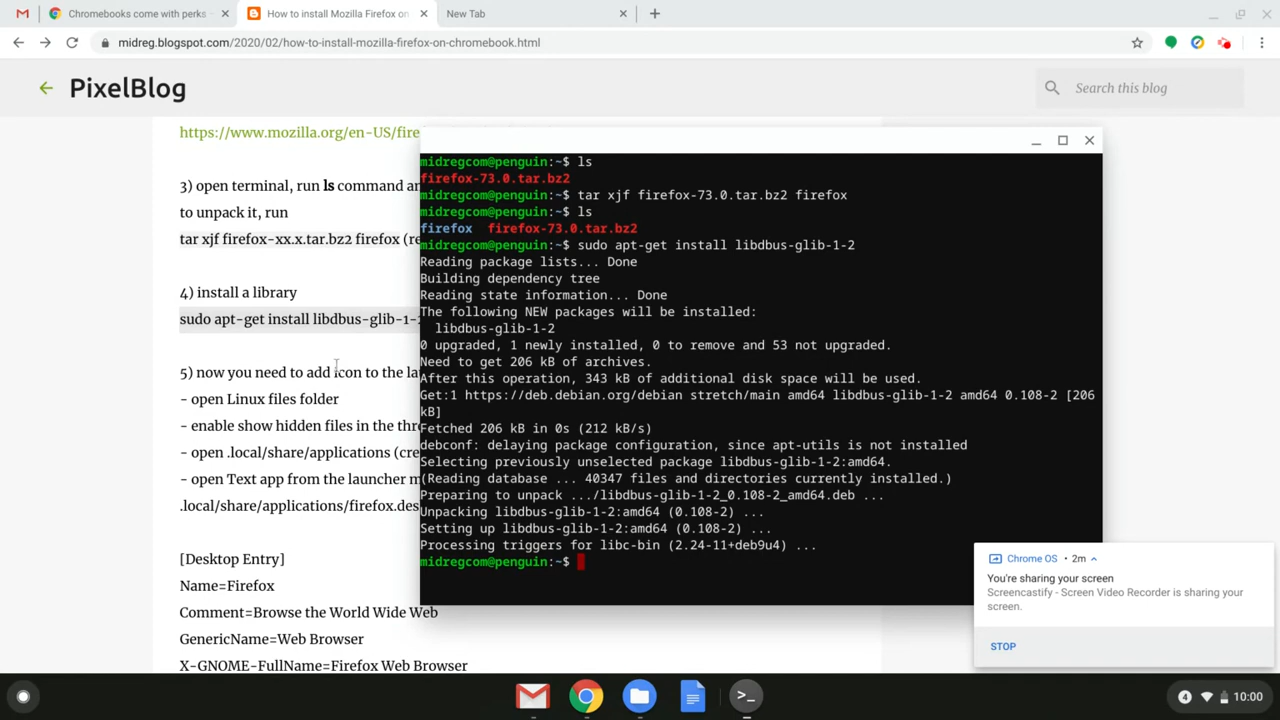 Chromebooks come with perks
How to install Mozilla Firefox on
New Tab
midreg.blogspot.com/2020/02/how-to-install-mozilla-firefox-on-chromebook.html
PixelBlog
Search this blog
https://www.mozilla.org/en-US/fire
3) open terminal, run ls command an
to unpack it, run
tar xjf firefox-xx.x.tar.bz2 firefox (re
4) install a library
sudo apt-get install libdbus-glib-1-2
5) now you need to add icon to the lau
- open Linux files folder
- enable show hidden files in the thre
- open .local/share/applications (cre
- open Text app from the launcher m
.local/share/applications/firefox.des
[Desktop Entry]
Name=Firefox
Comment=Browse the World Wide Web
GenericName=Web Browser
X-GNOME-FullName=Firefox Web Browser
midregcom@penguin:~$ ls
firefox-73.0.tar.bz2
midregcom@penguin:~$ tar xjf firefox-73.0.tar.bz2 firefox
midregcom@penguin:~$ ls
firefox  firefox-73.0.tar.bz2
midregcom@penguin:~$ sudo apt-get install libdbus-glib-1-2
Reading package lists... Done
Building dependency tree
Reading state information... Done
The following NEW packages will be installed:
  libdbus-glib-1-2
0 upgraded, 1 newly installed, 0 to remove and 53 not upgraded.
Need to get 206 kB of archives.
After this operation, 343 kB of additional disk space will be used.
Get:1 https://deb.debian.org/debian stretch/main amd64 libdbus-glib-1-2 amd64 0.108-2 [206
kB]
Fetched 206 kB in 0s (212 kB/s)
debconf: delaying package configuration, since apt-utils is not installed
Selecting previously unselected package libdbus-glib-1-2:amd64.
(Reading database ... 40347 files and directories currently installed.)
Preparing to unpack .../libdbus-glib-1-2_0.108-2_amd64.deb ...
Unpacking libdbus-glib-1-2:amd64 (0.108-2) ...
Setting up libdbus-glib-1-2:amd64 (0.108-2) ...
Processing triggers for libc-bin (2.24-11+deb9u4) ...
midregcom@penguin:~$
Chrome OS • 2m
You're sharing your screen
Screencastify - Screen Video Recorder is sharing your
screen.
STOP
4
10:00